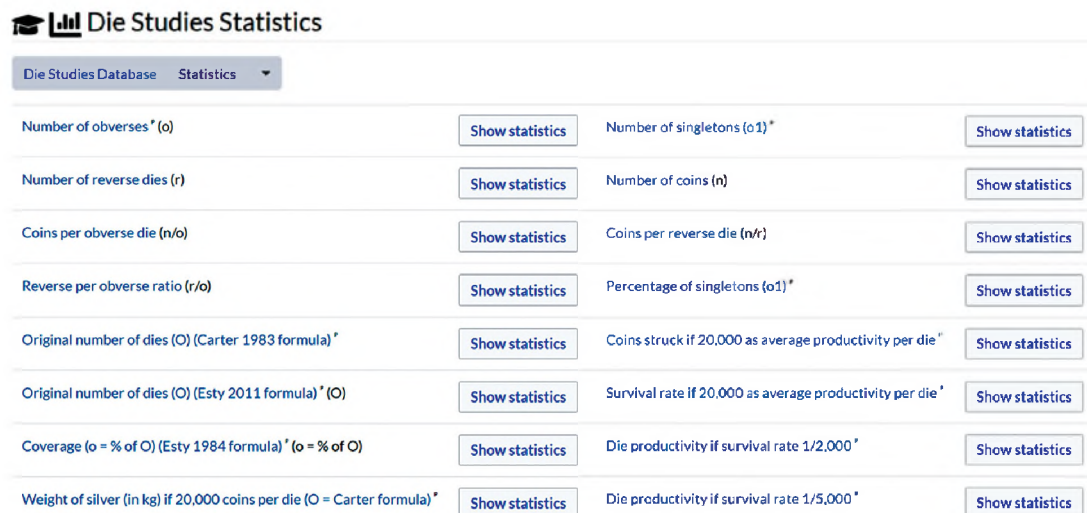 Die Studies Statistics
Die Studies Database Statistics
Number of obverses * (o) Show statistics Number of singletons (o1) * Show statistics
Number of reverse dies (r) Show statistics Number of coins (n) Show statistics
Coins per obverse die (n/o) Show statistics Coins per reverse die (n/r) Show statistics
Reverse per obverse ratio (r/o) Show statistics Percentage of singletons (o1) * Show statistics
Original number of dies (O) (Carter 1983 formula) * Show statistics Coins struck if 20,000 as average productivity per die * Show statistics
Original number of dies (O) (Esty 2011 formula) * (O) Show statistics Survival rate if 20,000 as average productivity per die * Show statistics
Coverage (o = % of O) (Esty 1984 formula) * (o = % of O) Show statistics Die productivity if survival rate 1/2,000 * Show statistics
Weight of silver (in kg) if 20,000 coins per die (O = Carter formula) * Show statistics Die productivity if survival rate 1/5,000 * Show statistics